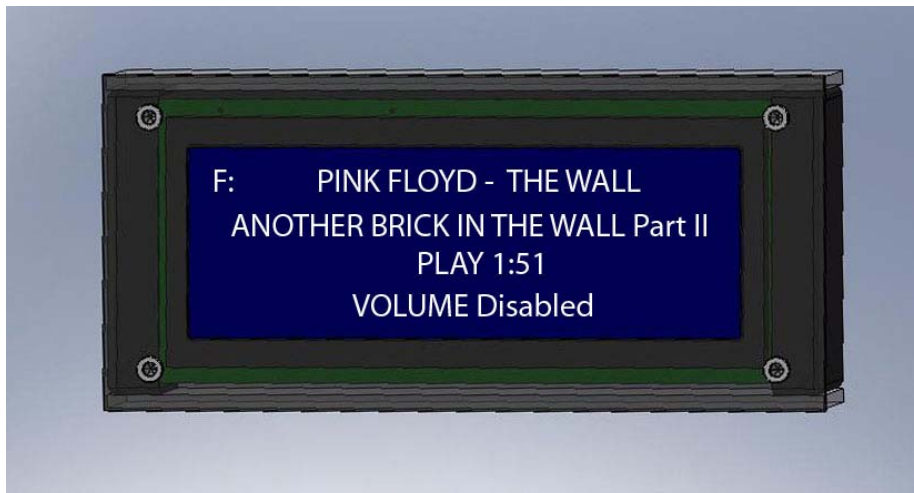 F: PINK FLOYD - THE WALL
ANOTHER BRICK IN THE WALL Part II
PLAY 1:51
VOLUME Disabled